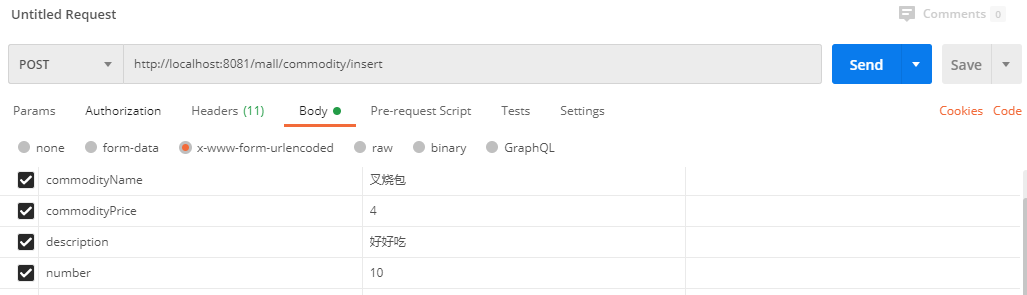 Untitled Request
Comments 0
POST http://localhost:8081/mall/commodity/insert Send Save
Params Authorization Headers (11) Body Pre-request Script Tests Settings Cookies Code
none form-data x-www-form-urlencoded raw binary GraphQL
commodityName 叉烧包
commodityPrice 4
description 好好吃
number 10